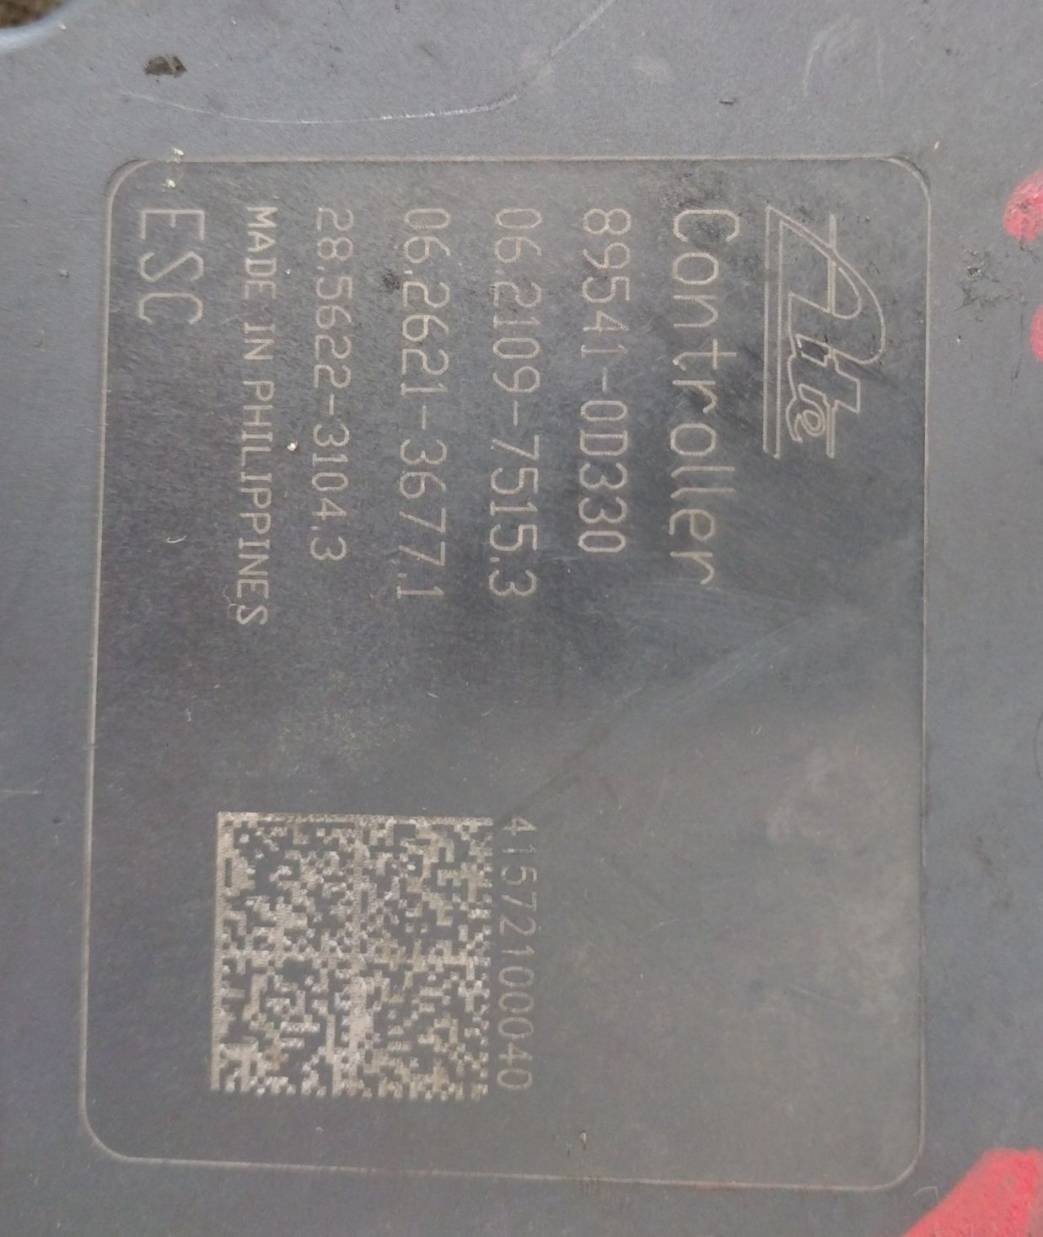 Ate
Controller
89541-0D330
06.2109-7515.3
06.2621-3677.1
28.5622-3104.3
MADE IN PHILIPPINES
ESC
41572100040